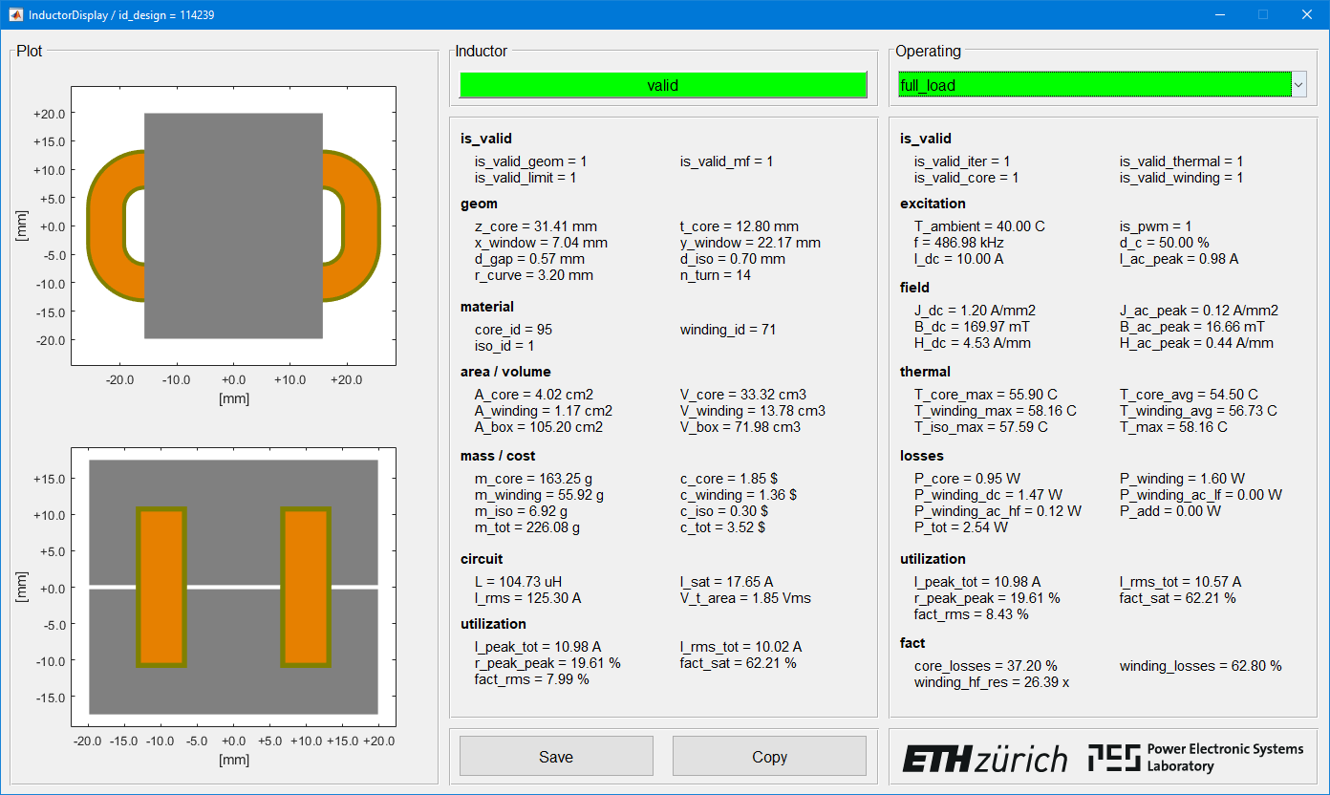 InductorDisplay / id_design = 114239
Plot
+20.0
+15.0
+10.0
+5.0
+0.0
-5.0
-10.0
-15.0
-20.0
[mm]
-20.0 -10.0 +0.0 +10.0 +20.0
[mm]
+15.0
+10.0
+5.0
+0.0
-5.0
-10.0
-15.0
[mm]
-20.0 -15.0 -10.0 -5.0 +0.0 +5.0 +10.0 +15.0 +20.0
[mm]
Inductor
valid
is_valid
is_valid_geom = 1 is_valid_mf = 1
is_valid_limit = 1
geom
z_core = 31.41 mm t_core = 12.80 mm
x_window = 7.04 mm y_window = 22.17 mm
d_gap = 0.57 mm d_iso = 0.70 mm
r_curve = 3.20 mm n_turn = 14
material
core_id = 95 winding_id = 71
iso_id = 1
area / volume
A_core = 4.02 cm2 V_core = 33.32 cm3
A_winding = 1.17 cm2 V_winding = 13.78 cm3
A_box = 105.20 cm2 V_box = 71.98 cm3
mass / cost
m_core = 163.25 g c_core = 1.85 $
m_winding = 55.92 g c_winding = 1.36 $
m_iso = 6.92 g c_iso = 0.30 $
m_tot = 226.08 g c_tot = 3.52 $
circuit
L = 104.73 uH I_sat = 17.65 A
I_rms = 125.30 A V_t_area = 1.85 Vms
utilization
I_peak_tot = 10.98 A I_rms_tot = 10.02 A
r_peak_peak = 19.61 % fact_sat = 62.21 %
fact_rms = 7.99 %
Save Copy
Operating
full_load
is_valid
is_valid_iter = 1 is_valid_thermal = 1
is_valid_core = 1 is_valid_winding = 1
excitation
T_ambient = 40.00 C is_pwm = 1
f = 486.98 kHz d_c = 50.00 %
I_dc = 10.00 A I_ac_peak = 0.98 A
field
J_dc = 1.20 A/mm2 J_ac_peak = 0.12 A/mm2
B_dc = 169.97 mT B_ac_peak = 16.66 mT
H_dc = 4.53 A/mm H_ac_peak = 0.44 A/mm
thermal
T_core_max = 55.90 C T_core_avg = 54.50 C
T_winding_max = 58.16 C T_winding_avg = 56.73 C
T_iso_max = 57.59 C T_max = 58.16 C
losses
P_core = 0.95 W P_winding = 1.60 W
P_winding_dc = 1.47 W P_winding_ac_lf = 0.00 W
P_winding_ac_hf = 0.12 W P_add = 0.00 W
P_tot = 2.54 W
utilization
I_peak_tot = 10.98 A I_rms_tot = 10.57 A
r_peak_peak = 19.61 % fact_sat = 62.21 %
fact_rms = 8.43 %
fact
core_losses = 37.20 % winding_losses = 62.80 %
winding_hf_res = 26.39 x
ETH zürich PES Power Electronic Systems
Laboratory